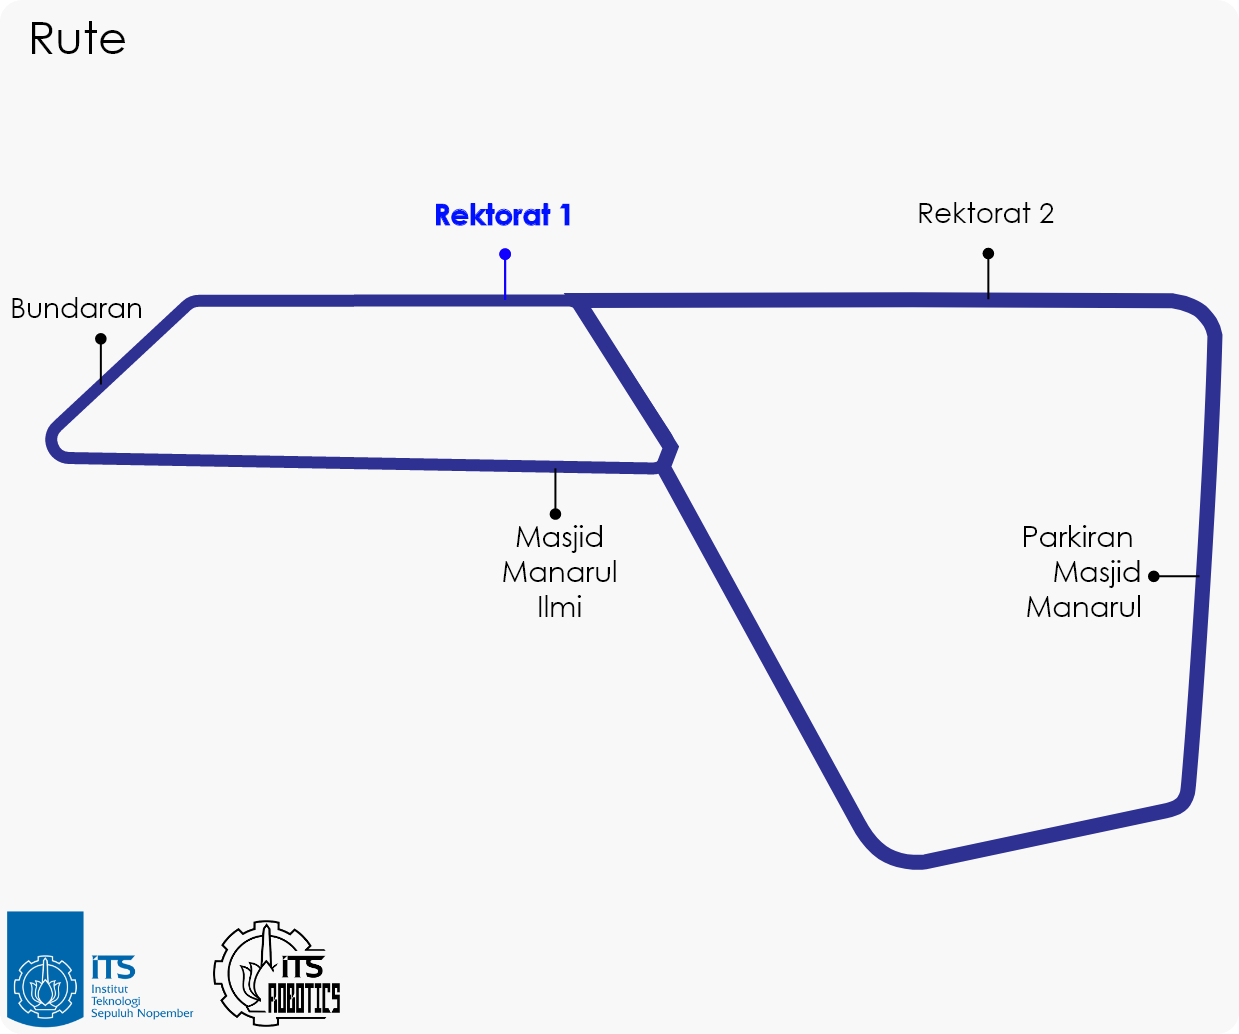 Rute
Rektorat 1
Rektorat 2
Bundaran
Masjid
Manarul
Ilmi
Parkiran
Masjid
Manarul
ITS
Institut
Teknologi
Sepuluh Nopember
ITS
ROBOTICS